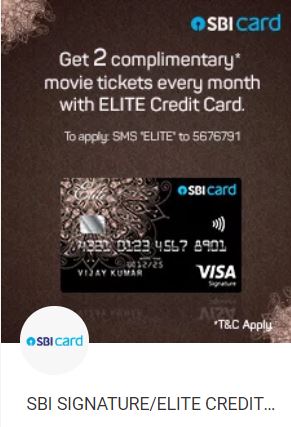 SBI card
Get 2 complimentary*
movie tickets every month
with ELITE Credit Card.
To apply: SMS "ELITE" to 5676791
SBI card
4381 0123 4567 8901
12/25
VIJAY KUMAR
VISA
Signature
*T&C Apply
SBI card
SBI SIGNATURE/ELITE CREDIT...